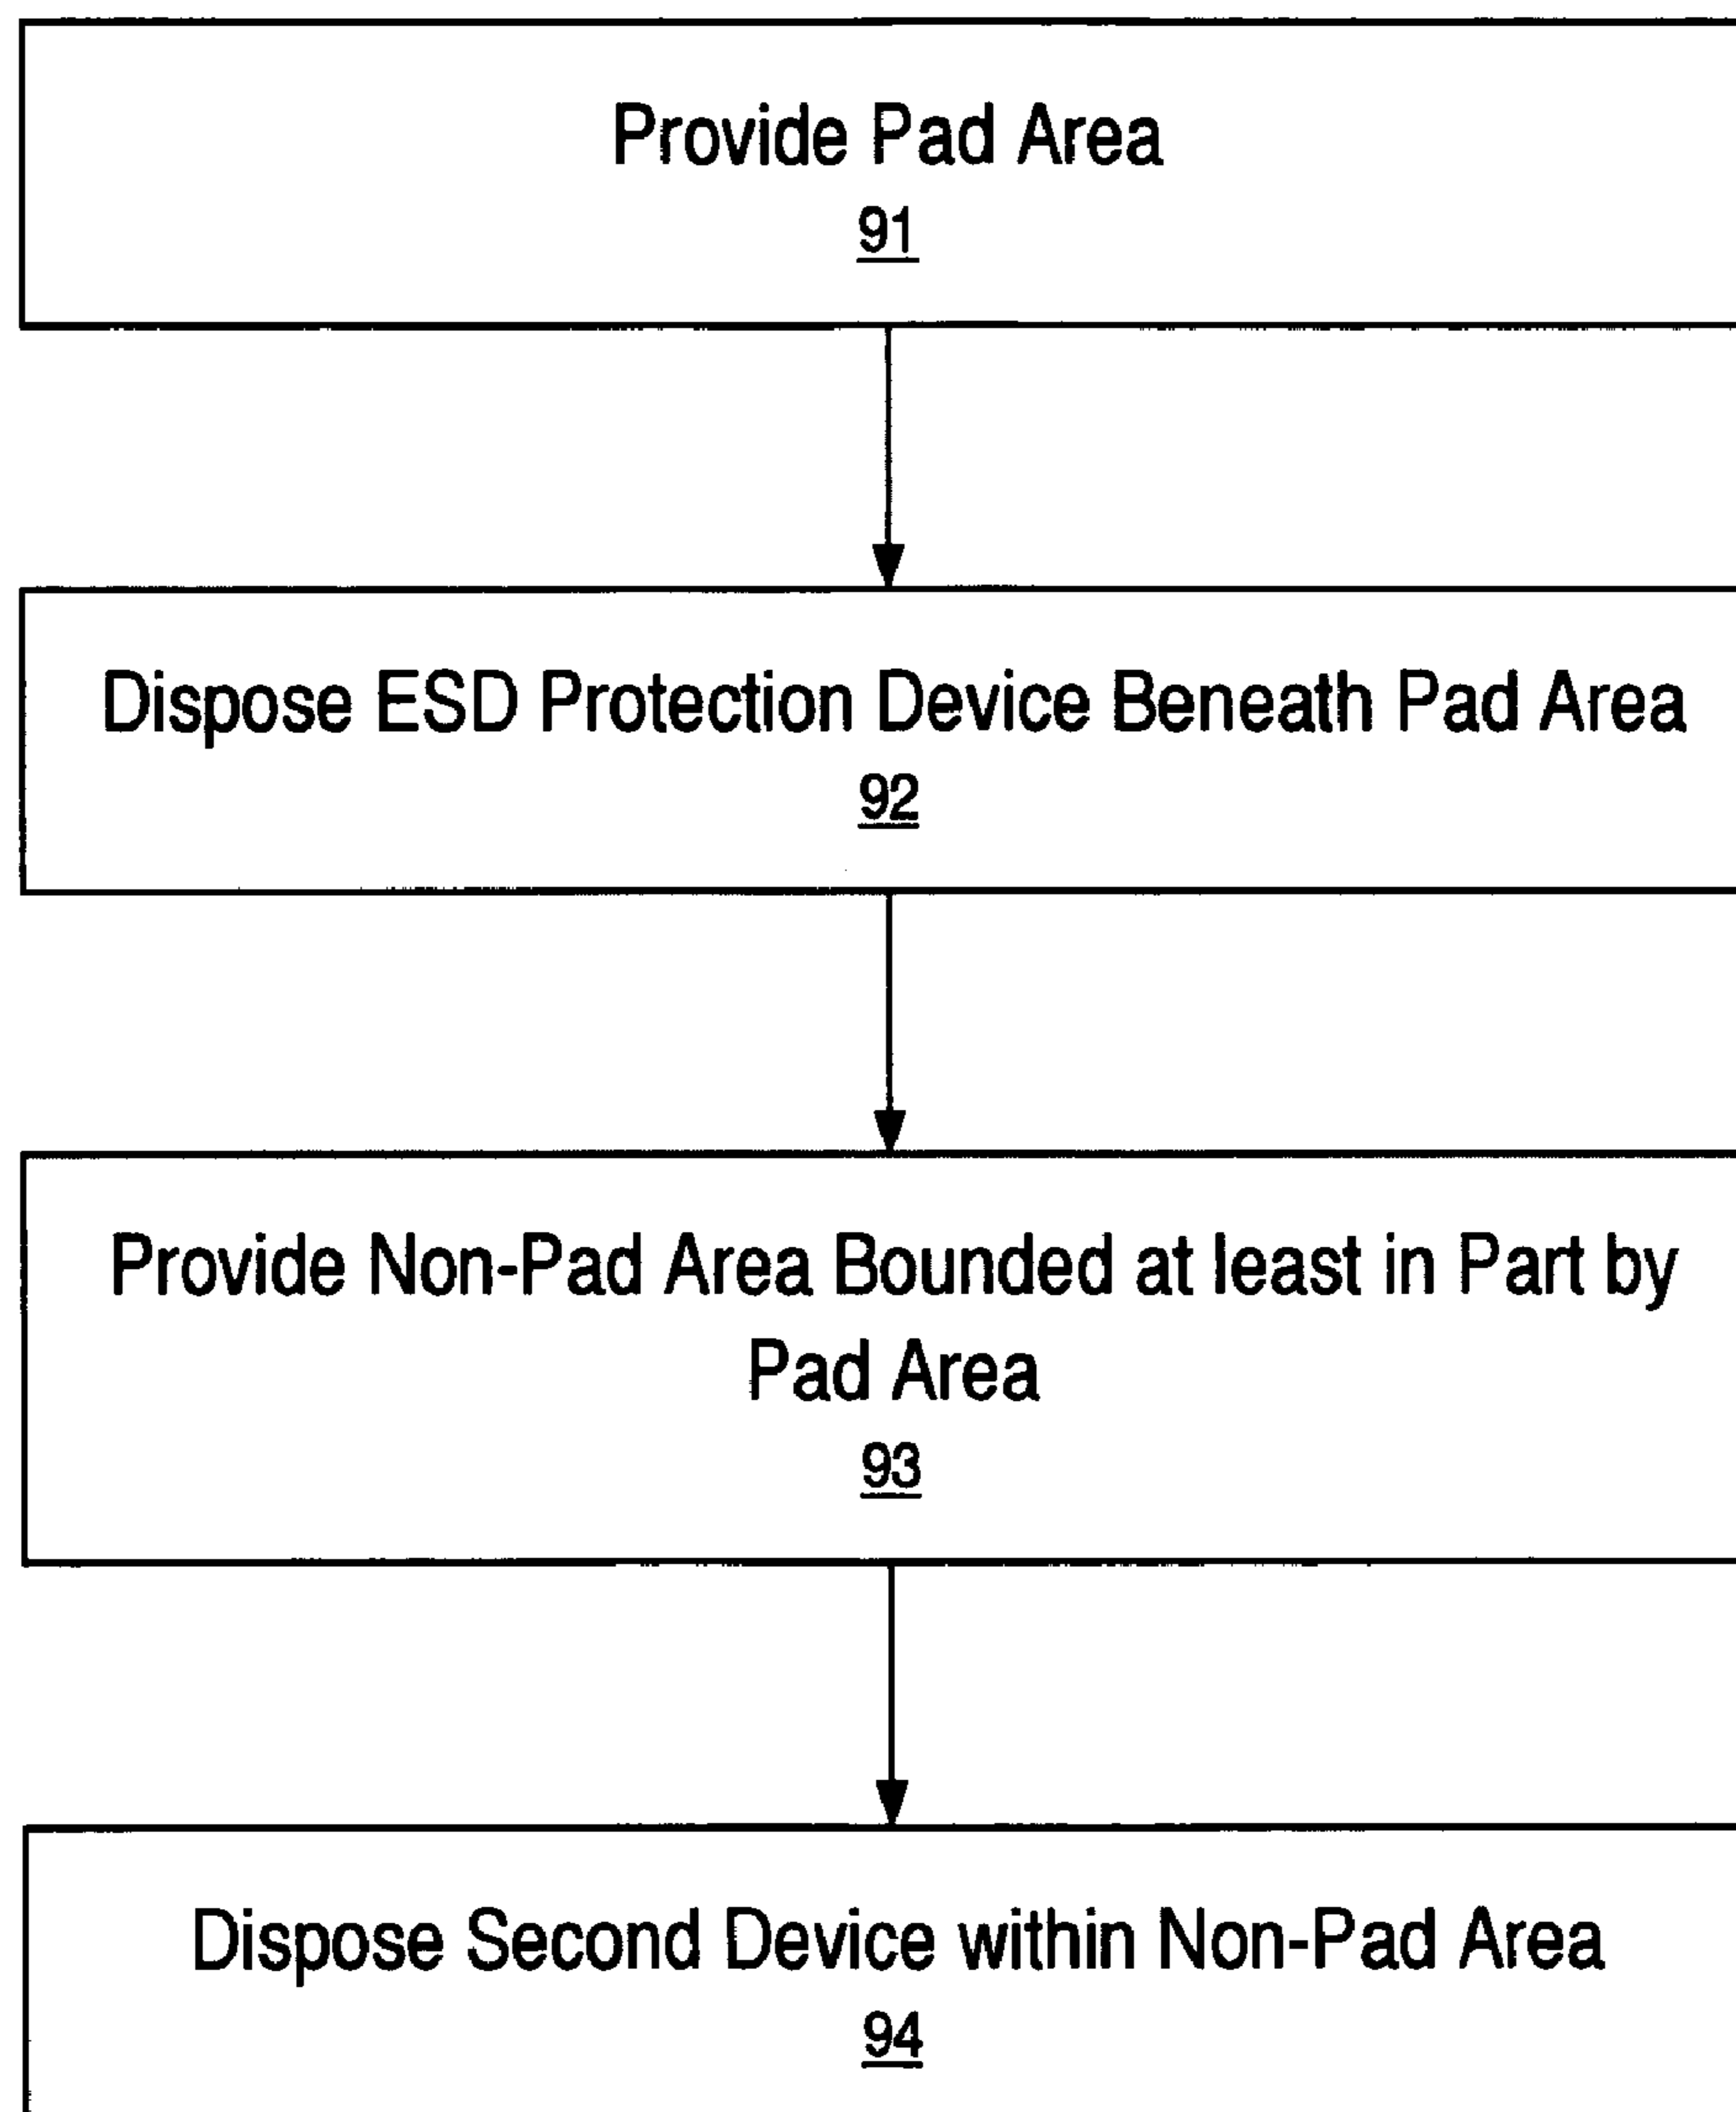 Provide Pad Area
91
Dispose ESD Protection Device Beneath Pad Area
92
Provide Non-Pad Area Bounded at least in Part by
Pad Area
93
Dispose Second Device within Non-Pad Area
94